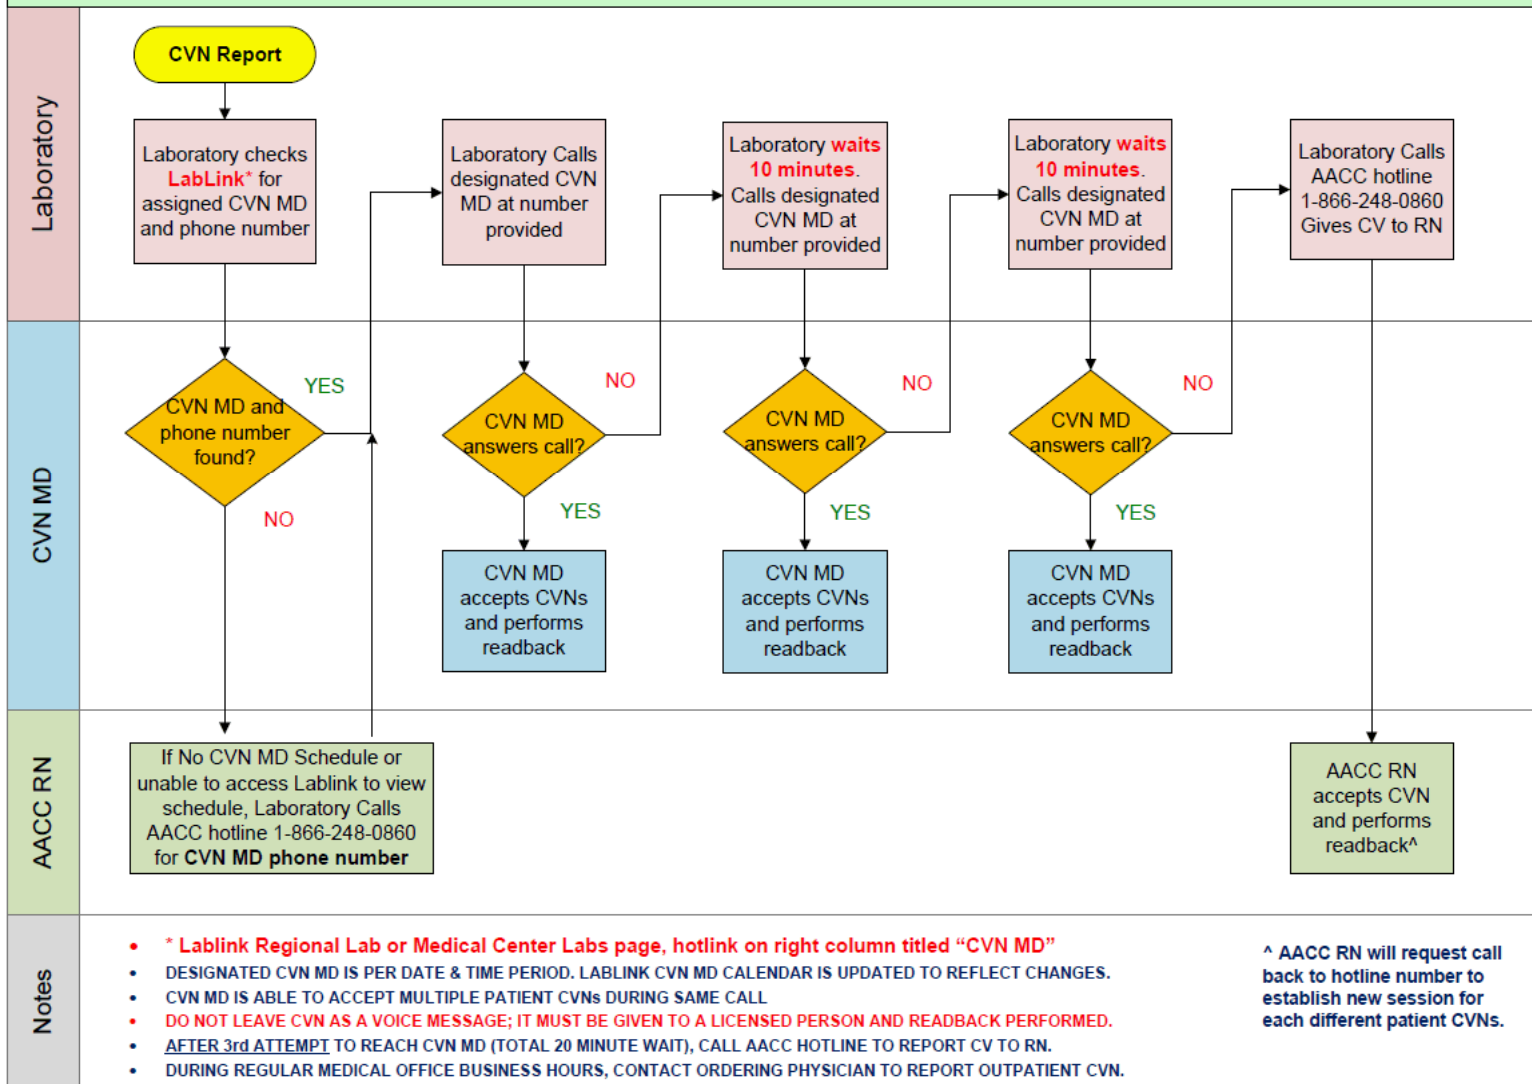 Laboratory
CVN Report
Laboratory checks
LabLink* for
assigned CVN MD
and phone number
Laboratory Calls
designated CVN
MD at number
provided
Laboratory waits
10 minutes.
Calls designated
CVN MD at
number provided
Laboratory waits
10 minutes.
Calls designated
CVN MD at
number provided
Laboratory Calls
AACC hotline
1-866-248-0860
Gives CV to RN
CVN MD
CVN MD and
phone number
found?
YES
NO
CVN MD
answers call?
NO
YES
CVN MD
answers call?
NO
YES
CVN MD
answers call?
NO
YES
CVN MD
accepts CVNs
and performs
readback
CVN MD
accepts CVNs
and performs
readback
CVN MD
accepts CVNs
and performs
readback
AACC RN
If No CVN MD Schedule or
unable to access Lablink to view
schedule, Laboratory Calls
AACC hotline 1-866-248-0860
for CVN MD phone number
AACC RN
accepts CVN
and performs
readback^
Notes
• * Lablink Regional Lab or Medical Center Labs page, hotlink on right column titled “CVN MD”
• DESIGNATED CVN MD IS PER DATE & TIME PERIOD. LABLINK CVN MD CALENDAR IS UPDATED TO REFLECT CHANGES.
• CVN MD IS ABLE TO ACCEPT MULTIPLE PATIENT CVNs DURING SAME CALL
• DO NOT LEAVE CVN AS A VOICE MESSAGE; IT MUST BE GIVEN TO A LICENSED PERSON AND READBACK PERFORMED.
• AFTER 3rd ATTEMPT TO REACH CVN MD (TOTAL 20 MINUTE WAIT), CALL AACC HOTLINE TO REPORT CV TO RN.
• DURING REGULAR MEDICAL OFFICE BUSINESS HOURS, CONTACT ORDERING PHYSICIAN TO REPORT OUTPATIENT CVN.
^ AACC RN will request call
back to hotline number to
establish new session for
each different patient CVNs.